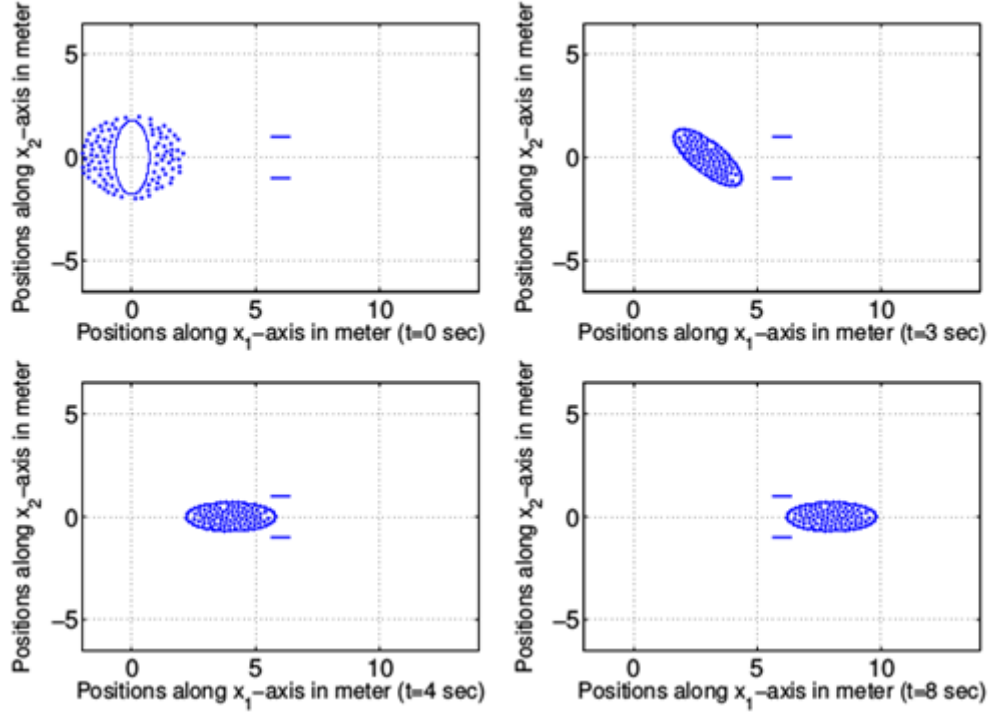 Positions along x2-axis in meter
5
0
−5
0 5 10
Positions along x1-axis in meter (t=0 sec)
Positions along x2-axis in meter
5
0
−5
0 5 10
Positions along x1-axis in meter (t=3 sec)
Positions along x2-axis in meter
5
0
−5
0 5 10
Positions along x1-axis in meter (t=4 sec)
Positions along x2-axis in meter
5
0
−5
0 5 10
Positions along x1-axis in meter (t=8 sec)